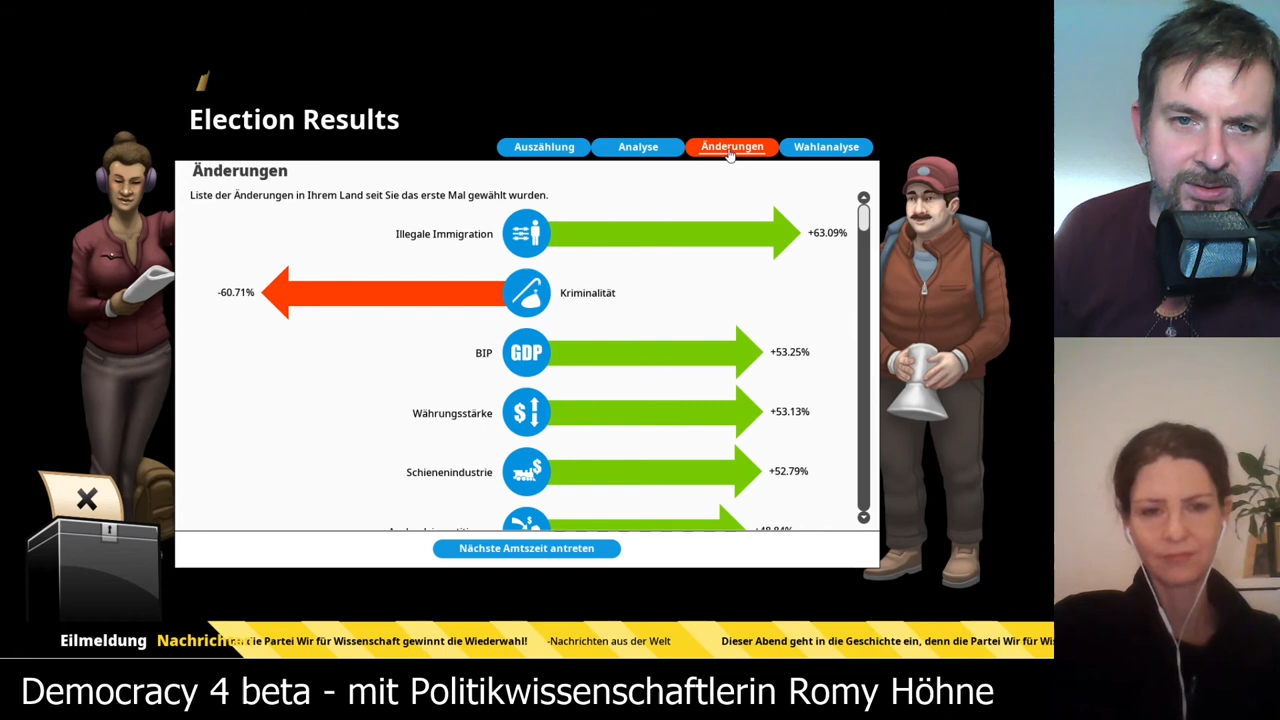 Election Results
Auszählung Analyse Änderungen Wahlanalyse
Änderungen
Liste der Änderungen in Ihrem Land seit Sie das erste Mal gewählt wurden.
Illegale Immigration +63.09%
-60.71% Kriminalität
BIP GDP +53.25%
Währungsstärke $ +53.13%
Schienenindustrie $ +52.79%
$ +48.84%
Nächste Amtszeit antreten
Eilmeldung Nachrichten die Partei Wir für Wissenschaft gewinnt die Wiederwahl! -Nachrichten aus der Welt Dieser Abend geht in die Geschichte ein, denn die Partei Wir für
Democracy 4 beta - mit Politikwissenschaftlerin Romy Höhne